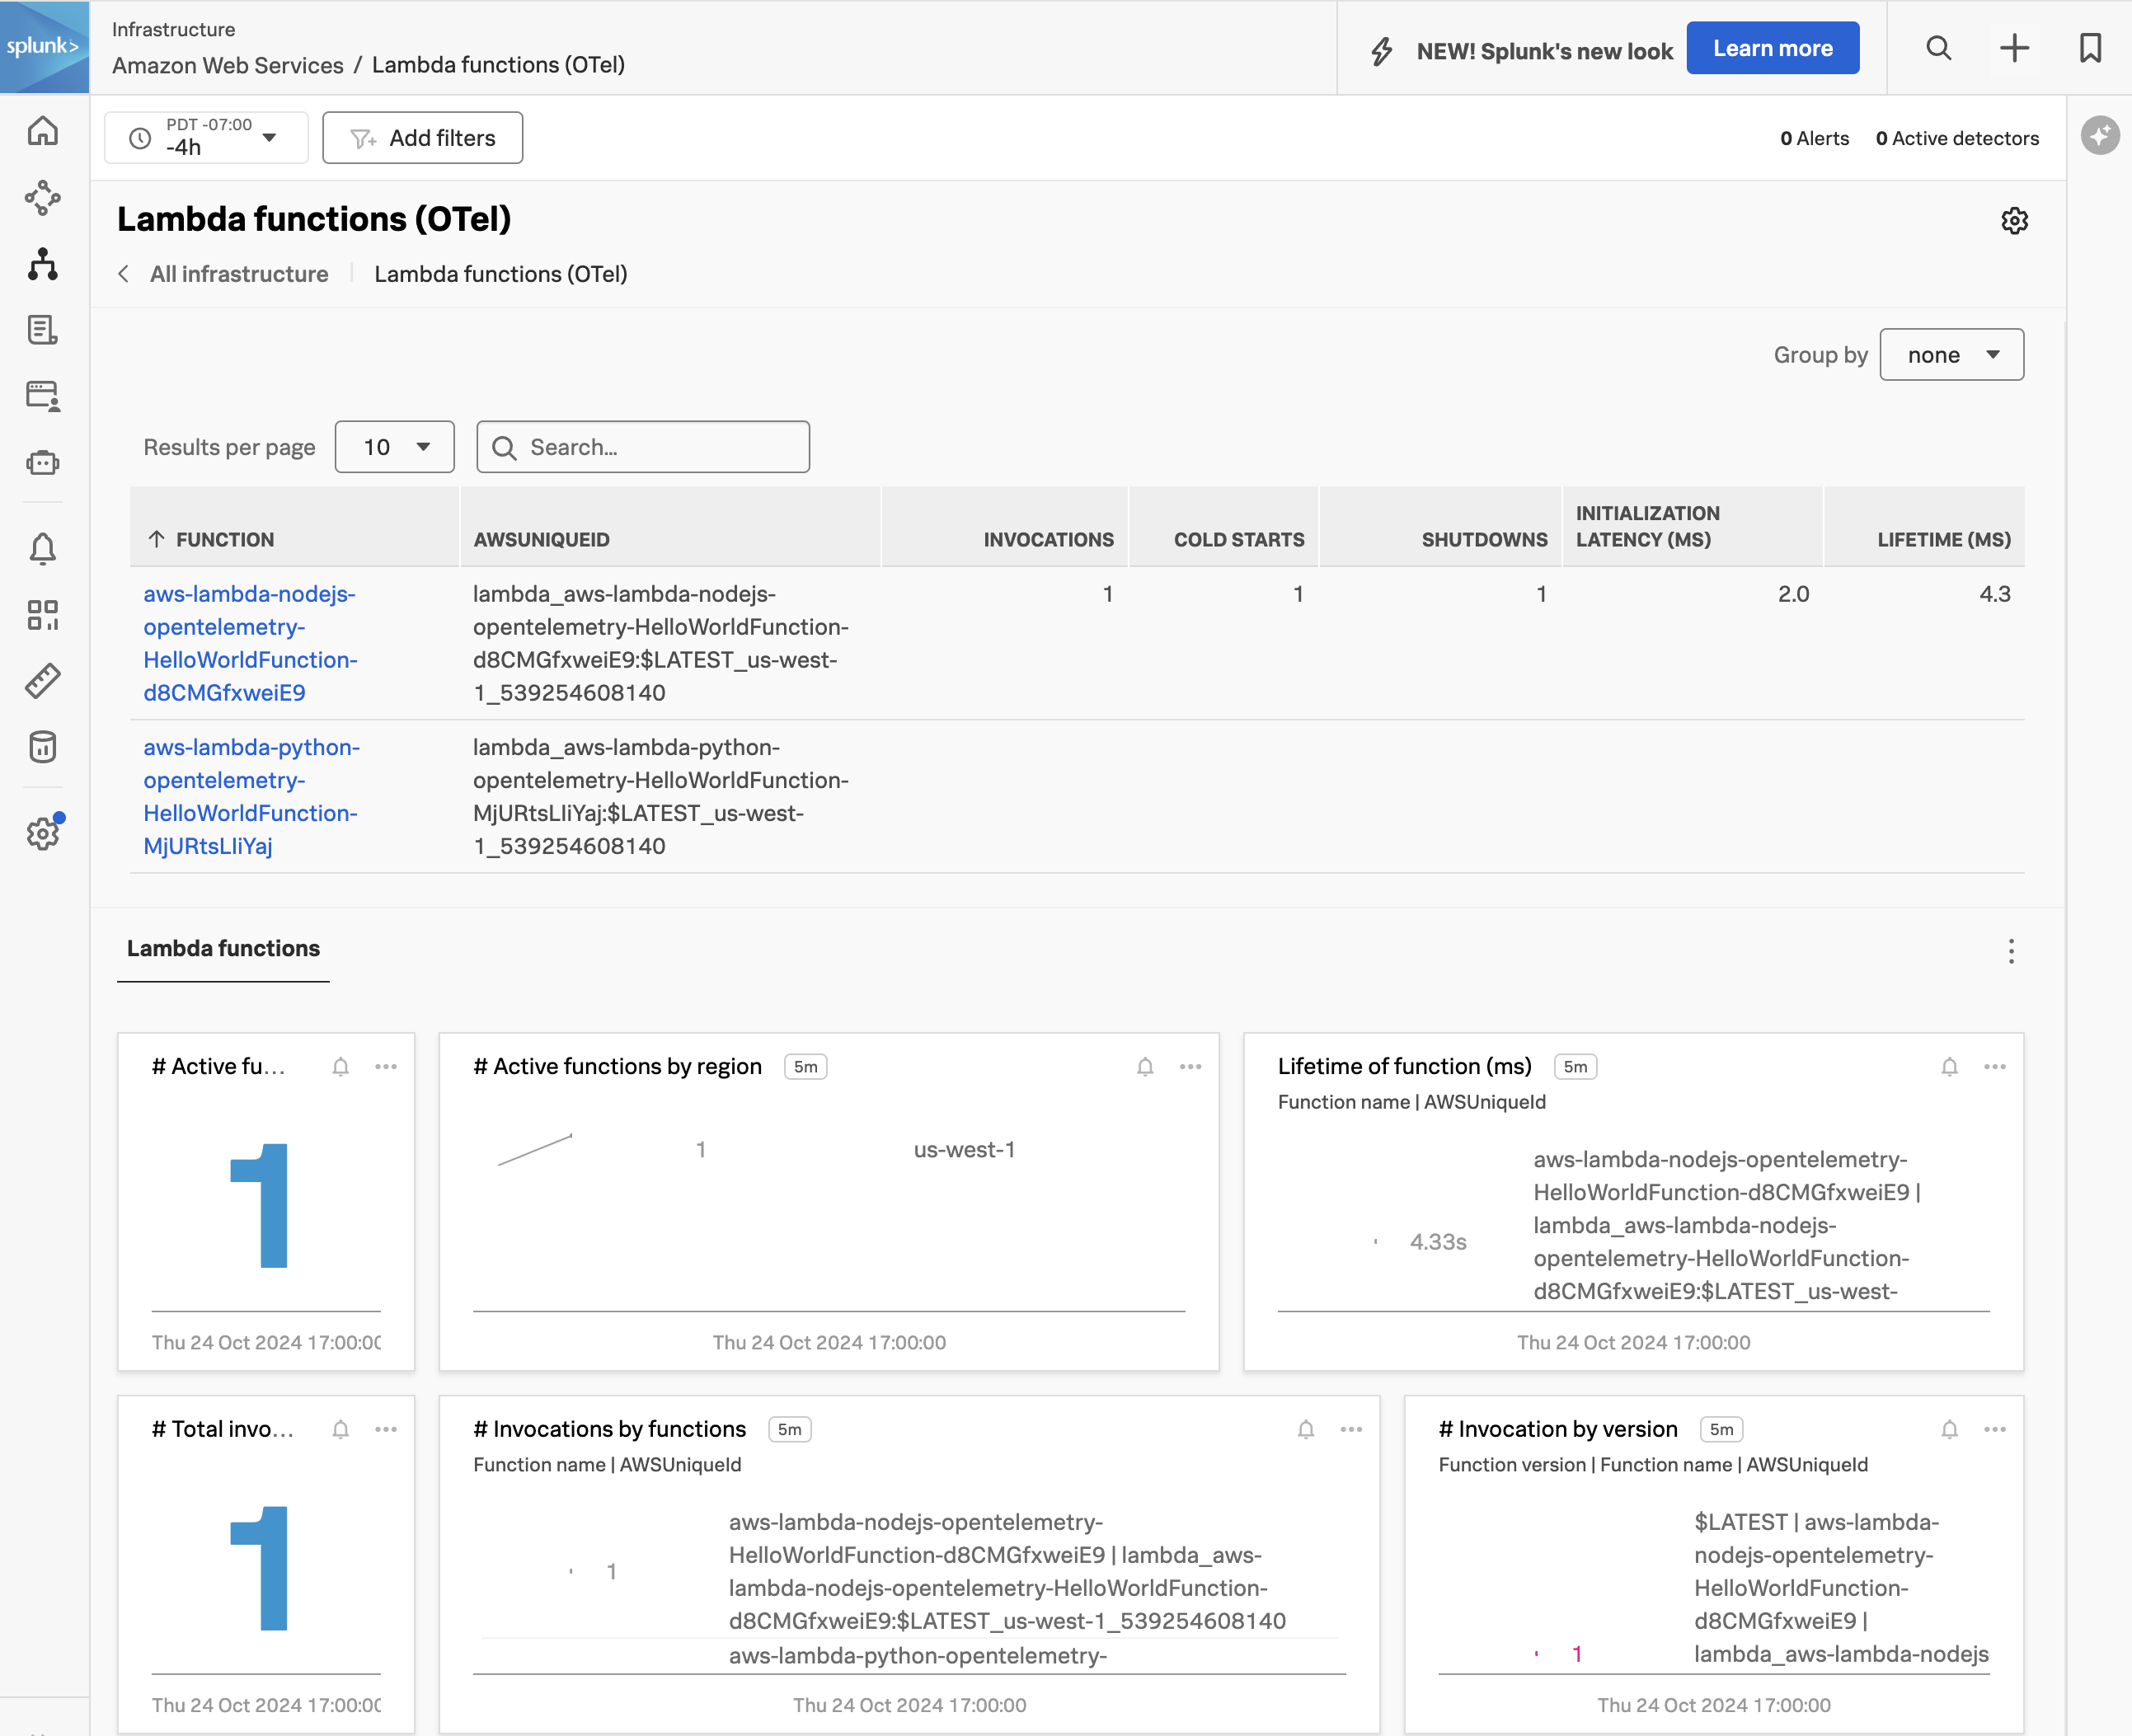 splunk>
Infrastructure
Amazon Web Services / Lambda functions (OTel)
NEW! Splunk's new look
Learn more
PDT -07:00
-4h
Add filters
0 Alerts
0 Active detectors
Lambda functions (OTel)
All infrastructure
Lambda functions (OTel)
Group by
none
Results per page
10
Search...
FUNCTION
AWSUNIQUEID
INVOCATIONS
COLD STARTS
SHUTDOWNS
INITIALIZATION
LATENCY (MS)
LIFETIME (MS)
aws-lambda-nodejs-
opentelemetry-
HelloWorldFunction-
d8CMGfxweiE9
lambda_aws-lambda-nodejs-
opentelemetry-HelloWorldFunction-
d8CMGfxweiE9:$LATEST_us-west-
1_539254608140
1
1
1
2.0
4.3
aws-lambda-python-
opentelemetry-
HelloWorldFunction-
MjURtsLIiYaj
lambda_aws-lambda-python-
opentelemetry-HelloWorldFunction-
MjURtsLIiYaj:$LATEST_us-west-
1_539254608140
Lambda functions
# Active fu...
1
Thu 24 Oct 2024 17:00:00
# Active functions by region
5m
1
us-west-1
Thu 24 Oct 2024 17:00:00
Lifetime of function (ms)
5m
Function name | AWSUniqueId
4.33s
aws-lambda-nodejs-opentelemetry-
HelloWorldFunction-d8CMGfxweiE9 |
lambda_aws-lambda-nodejs-
opentelemetry-HelloWorldFunction-
d8CMGfxweiE9:$LATEST_us-west-
Thu 24 Oct 2024 17:00:00
# Total invo...
1
Thu 24 Oct 2024 17:00:00
# Invocations by functions
5m
Function name | AWSUniqueId
1
aws-lambda-nodejs-opentelemetry-
HelloWorldFunction-d8CMGfxweiE9 | lambda_aws-
lambda-nodejs-opentelemetry-HelloWorldFunction-
d8CMGfxweiE9:$LATEST_us-west-1_539254608140
aws-lambda-python-opentelemetry-
Thu 24 Oct 2024 17:00:00
# Invocation by version
5m
Function version | Function name | AWSUniqueId
1
$LATEST | aws-lambda-
nodejs-opentelemetry-
HelloWorldFunction-
d8CMGfxweiE9 |
lambda_aws-lambda-nodejs
Thu 24 Oct 2024 17:00:00